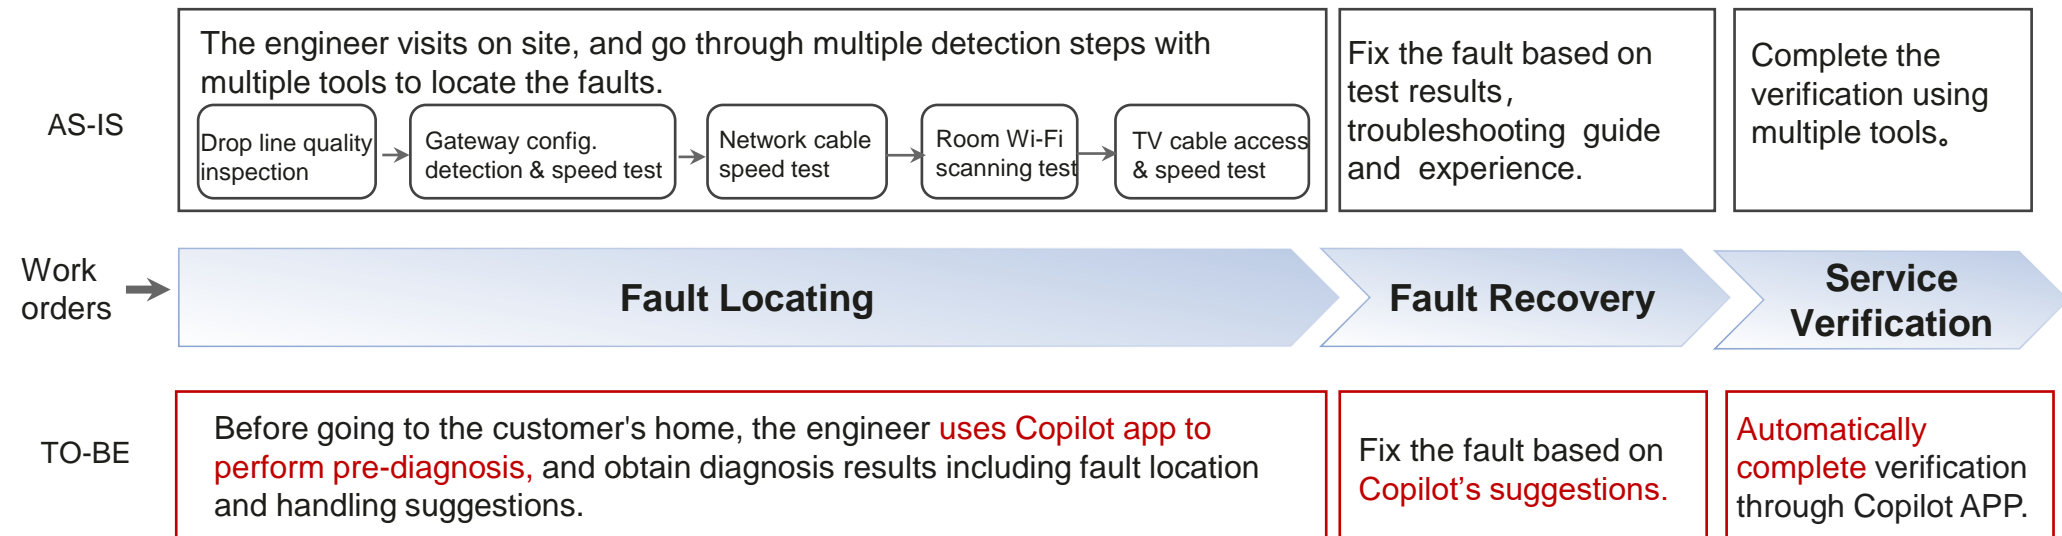 AS-IS
The engineer visits on site, and go through multiple detection steps with
multiple tools to locate the faults.
Drop line quality
inspection
Gateway config.
detection & speed test
Network cable
speed test
Room Wi-Fi
scanning test
TV cable access
& speed test
Fix the fault based on
test results，
troubleshooting guide
and experience.
Complete the
verification using
multiple tools。
Work
orders
Fault Locating
Fault Recovery
Service
Verification
TO-BE
Before going to the customer's home, the engineer uses Copilot app to
perform pre-diagnosis, and obtain diagnosis results including fault location
and handling suggestions.
Fix the fault based on
Copilot’s suggestions.
Automatically
complete verification
through Copilot APP.